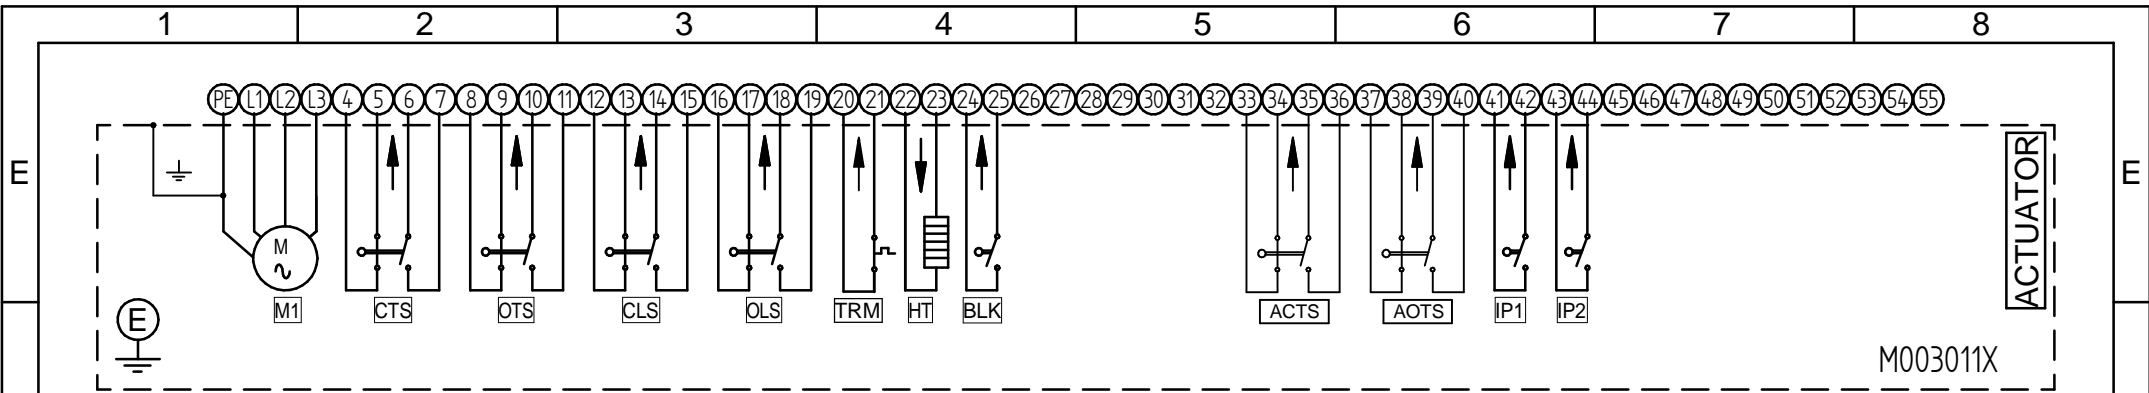 1 2 3 4 5 6 7 8
PE L1 L2 L3 4 5 6 7 8 9 10 11 12 13 14 15 16 17 18 19 20 21 22 23 24 25 26 27 28 29 30 31 32 33 34 35 36 37 38 39 40 41 42 43 44 45 46 47 48 49 50 51 52 53 54 55
E E
ACTUATOR
M
M1 CTS OTS CLS OLS TRM HT BLK ACTS AOTS IP1 IP2
E
M003011X